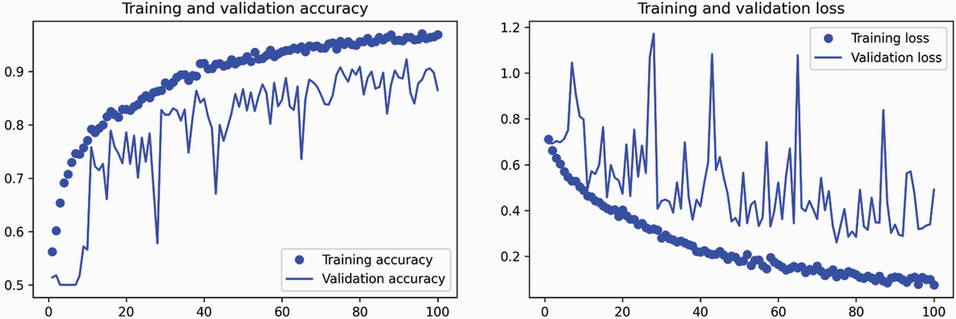 Training and validation accuracy
0.9
0.8
0.7
0.6
0.5
Training accuracy
Validation accuracy
0 20 40 60 80 100
Training and validation loss
1.2
1.0
0.8
0.6
0.4
0.2
Training loss
Validation loss
0 20 40 60 80 100